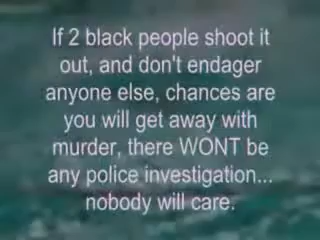 If 2 black people shoot it
out, and don't endager
anyone else, chances are
you will get away with
murder, there WONT be
any police investigation...
nobody will care.